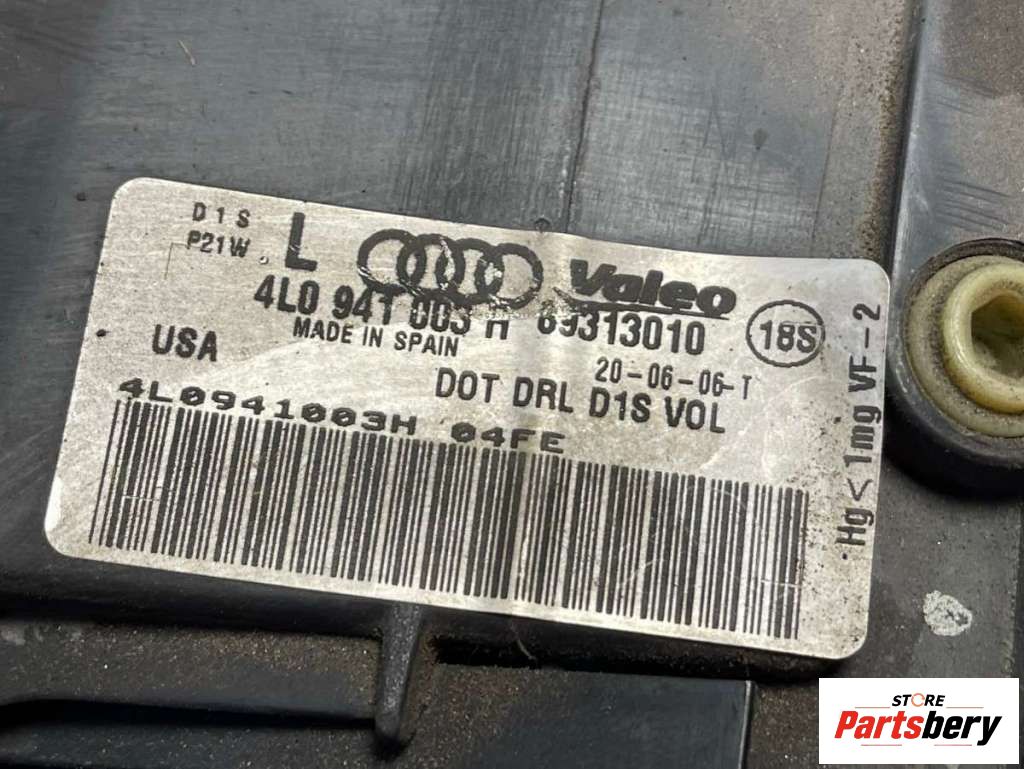 D1S
P21W
L
Valeo
4L0 941 003 H 89313010
18S
MADE IN SPAIN
USA
20-06-06-T
DOT DRL D1S VOL
4L0941003H 04FE
Hg<1mg VF-2
STORE
Partsbery